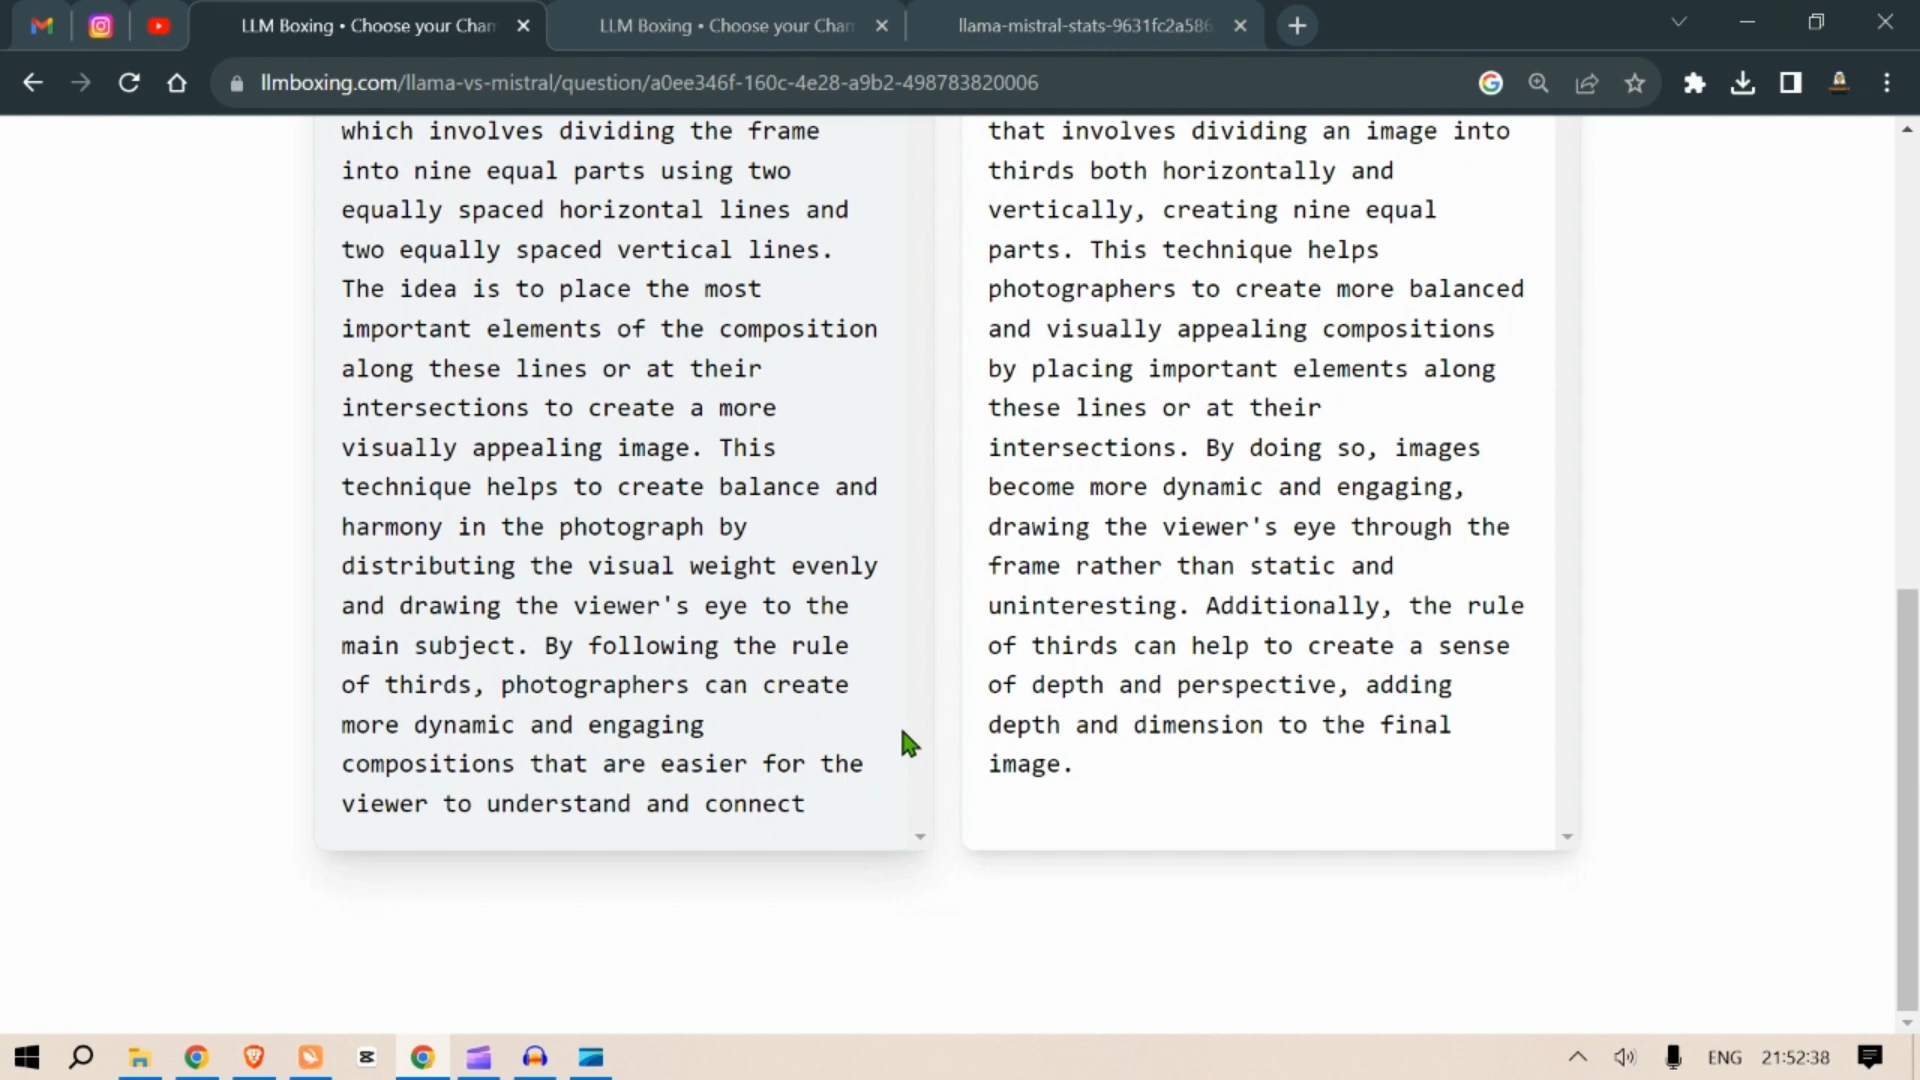 LLM Boxing • Choose your Cham
LLM Boxing • Choose your Cham
llama-mistral-stats-9631fc2a586
llmboxing.com/llama-vs-mistral/question/a0ee346f-160c-4e28-a9b2-498783820006
which involves dividing the frame
into nine equal parts using two
equally spaced horizontal lines and
two equally spaced vertical lines.
The idea is to place the most
important elements of the composition
along these lines or at their
intersections to create a more
visually appealing image. This
technique helps to create balance and
harmony in the photograph by
distributing the visual weight evenly
and drawing the viewer's eye to the
main subject. By following the rule
of thirds, photographers can create
more dynamic and engaging
compositions that are easier for the
viewer to understand and connect
that involves dividing an image into
thirds both horizontally and
vertically, creating nine equal
parts. This technique helps
photographers to create more balanced
and visually appealing compositions
by placing important elements along
these lines or at their
intersections. By doing so, images
become more dynamic and engaging,
drawing the viewer's eye through the
frame rather than static and
uninteresting. Additionally, the rule
of thirds can help to create a sense
of depth and perspective, adding
depth and dimension to the final
image.
ENG
21:52:38